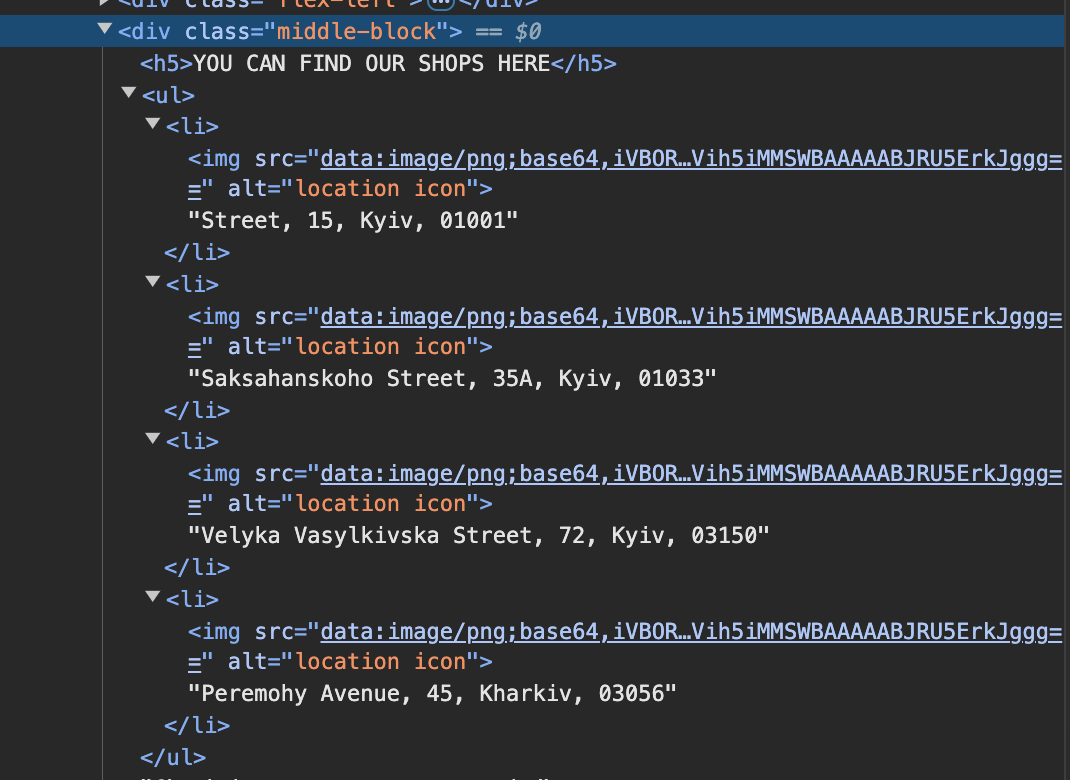 <div class="flex-left">…</div>
<div class="middle-block"> == $0
<h5>YOU CAN FIND OUR SHOPS HERE</h5>
<ul>
<li>
<img src="data:image/png;base64,iVBOR…Vih5iMMSWBAAAAABJRU5ErkJggg=
=" alt="location icon">
"Street, 15, Kyiv, 01001"
</li>
<li>
<img src="data:image/png;base64,iVBOR…Vih5iMMSWBAAAAABJRU5ErkJggg=
=" alt="location icon">
"Saksahanskoho Street, 35A, Kyiv, 01033"
</li>
<li>
<img src="data:image/png;base64,iVBOR…Vih5iMMSWBAAAAABJRU5ErkJggg=
=" alt="location icon">
"Velyka Vasylkivska Street, 72, Kyiv, 03150"
</li>
<li>
<img src="data:image/png;base64,iVBOR…Vih5iMMSWBAAAAABJRU5ErkJggg=
=" alt="location icon">
"Peremohy Avenue, 45, Kharkiv, 03056"
</li>
</ul>